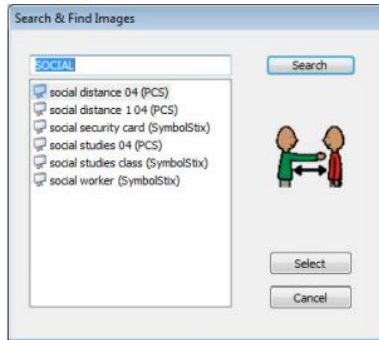 Search & Find Images
SOCIAL
Search
social distance 04 (PCS)
social distance 1 04 (PCS)
social security card (SymbolStix)
social studies 04 (PCS)
social studies class (SymbolStix)
social worker (SymbolStix)
Select
Cancel